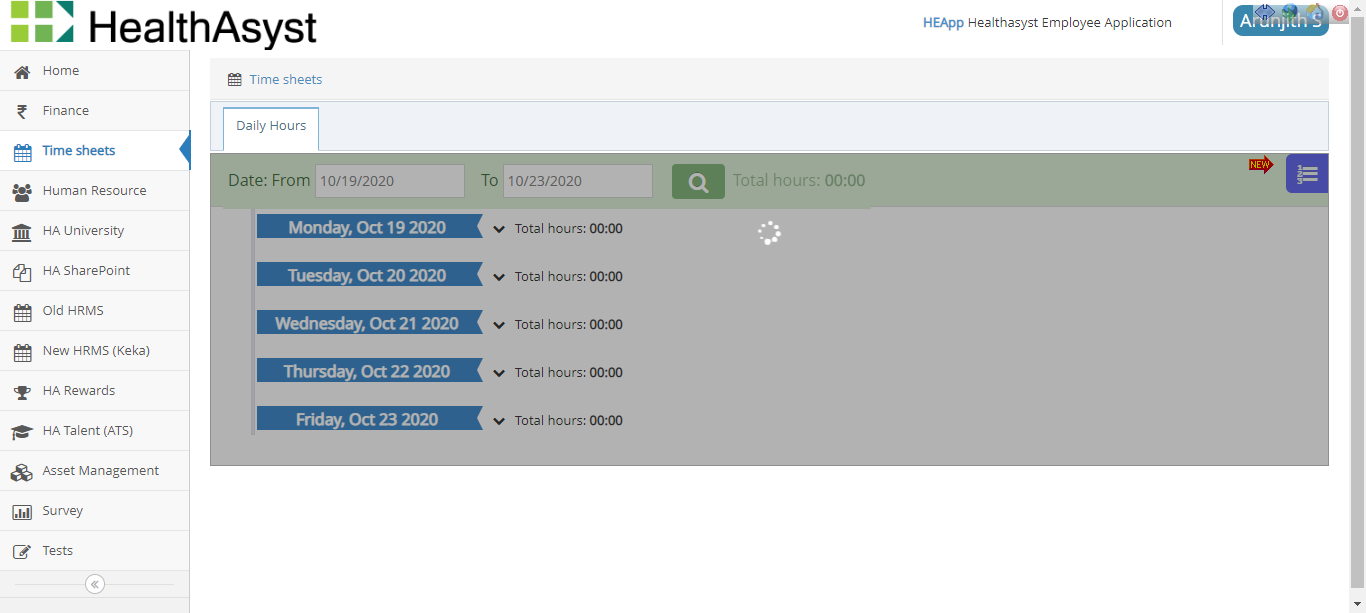 HealthAsyst
HEApp Healthasyst Employee Application
Arunjith S
Home
Finance
Time sheets
Human Resource
HA University
HA SharePoint
Old HRMS
New HRMS (Keka)
HA Rewards
HA Talent (ATS)
Asset Management
Survey
Tests
Time sheets
Daily Hours
Date: From 10/19/2020 To 10/23/2020 Total hours: 00:00
NEW
Monday, Oct 19 2020 Total hours: 00:00
Tuesday, Oct 20 2020 Total hours: 00:00
Wednesday, Oct 21 2020 Total hours: 00:00
Thursday, Oct 22 2020 Total hours: 00:00
Friday, Oct 23 2020 Total hours: 00:00